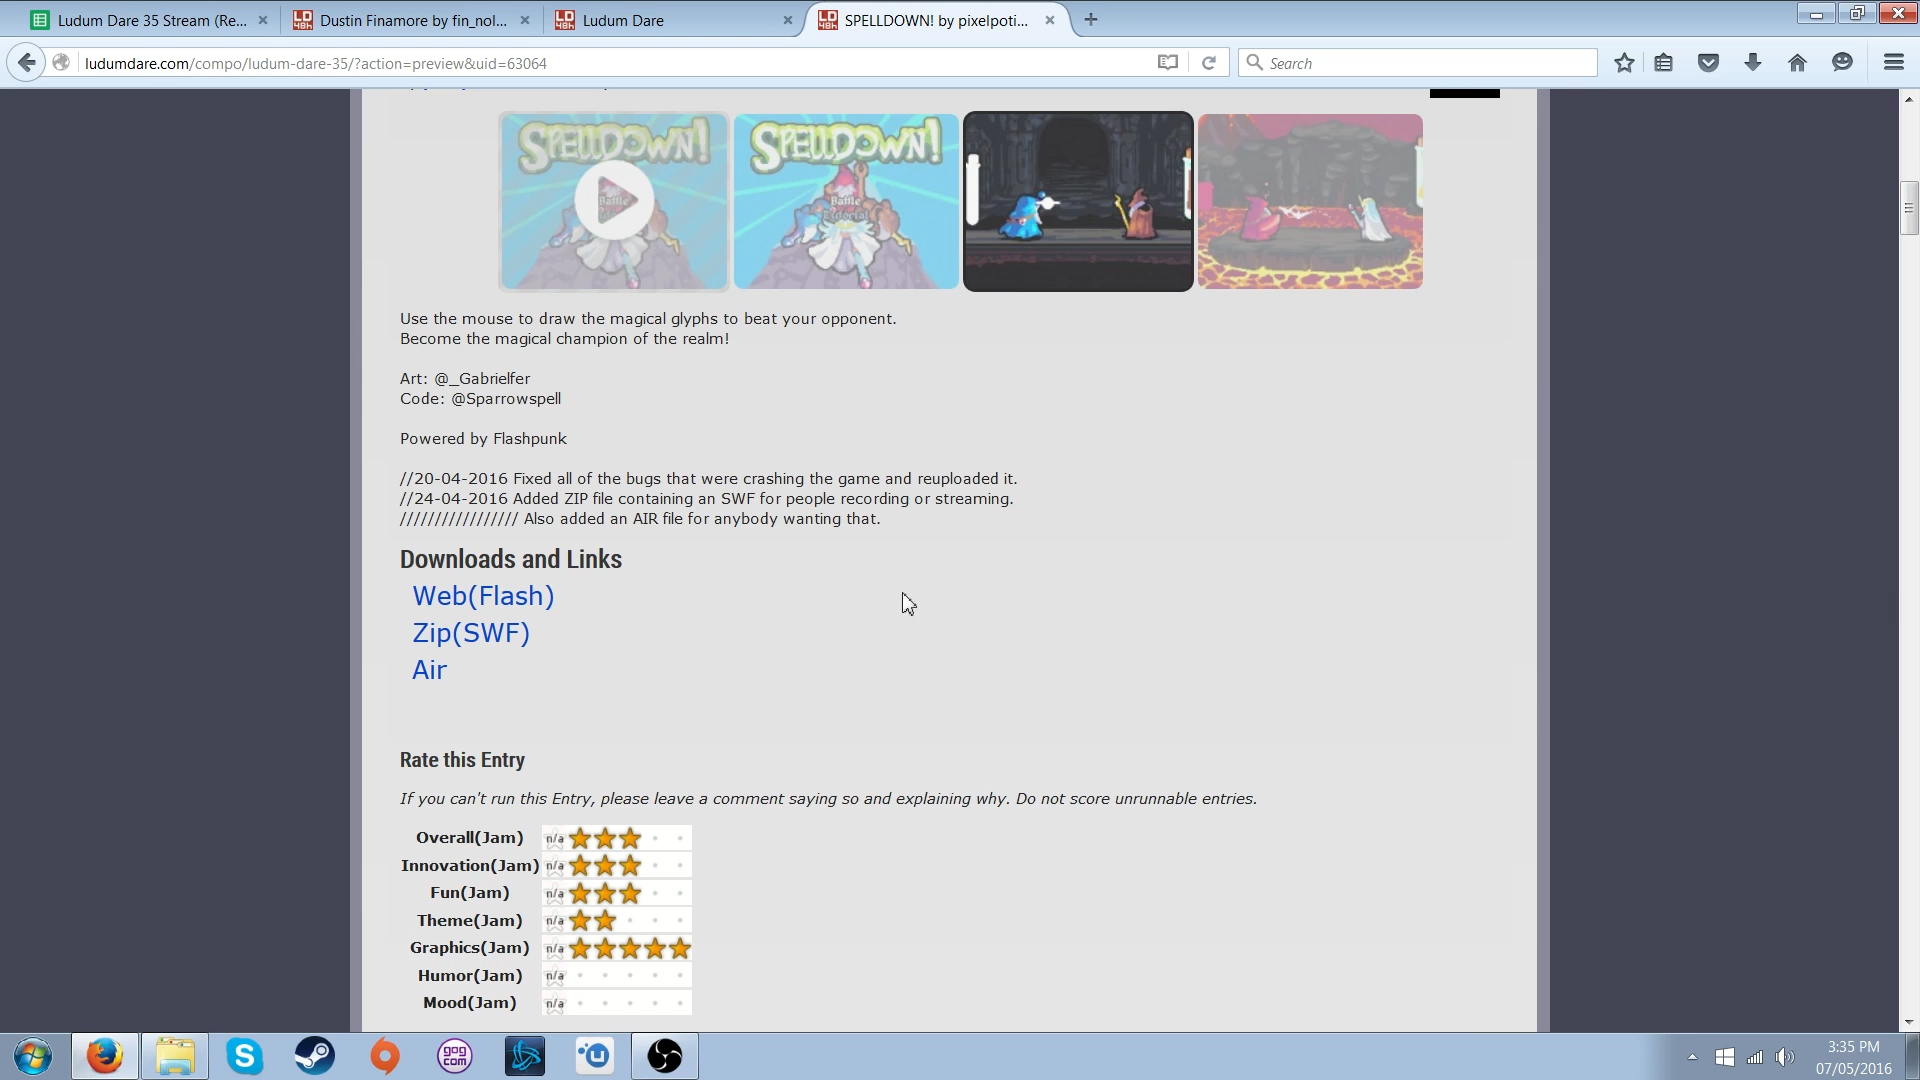 Ludum Dare 35 Stream (Re...
Dustin Finamore by fin_nol...
Ludum Dare
SPELLDOWN! by pixelpoti...
ludumdare.com/compo/ludum-dare-35/?action=preview&uid=63064
Search
SPELLDOWN!
Battle
SPELLDOWN!
Battle
Tutorial
Use the mouse to draw the magical glyphs to beat your opponent.
Become the magical champion of the realm!
Art: @_Gabrielfer
Code: @Sparrowspell
Powered by Flashpunk
//20-04-2016 Fixed all of the bugs that were crashing the game and reuploaded it.
//24-04-2016 Added ZIP file containing an SWF for people recording or streaming.
///////////////// Also added an AIR file for anybody wanting that.
Downloads and Links
Web(Flash)
Zip(SWF)
Air
Rate this Entry
If you can't run this Entry, please leave a comment saying so and explaining why. Do not score unrunnable entries.
Overall(Jam) n/a
Innovation(Jam) n/a
Fun(Jam) n/a
Theme(Jam) n/a
Graphics(Jam) n/a
Humor(Jam) n/a
Mood(Jam) n/a
gog
com
3:35 PM
07/05/2016